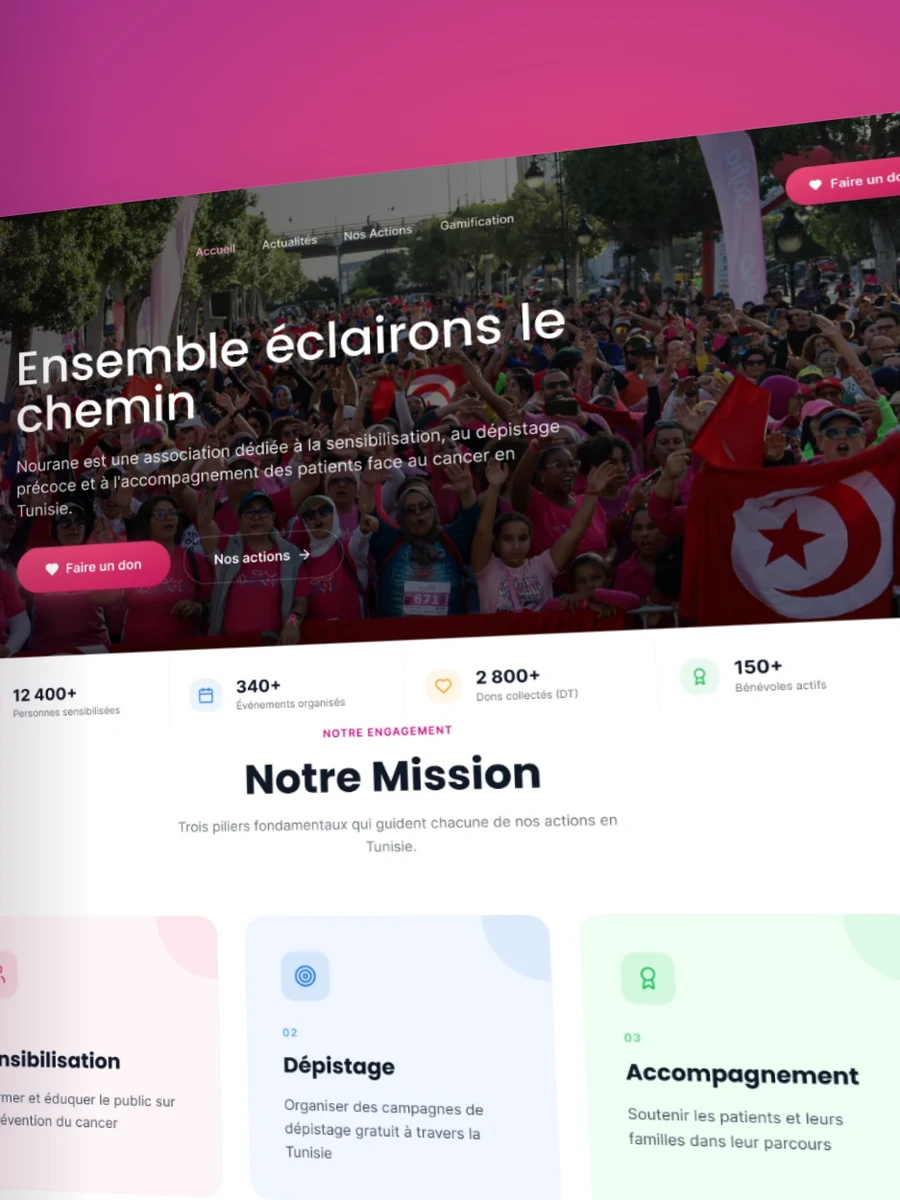 Faire un
Accueil
Actualités
Nos Actions
Gamification
Ensemble éclairons le
chemin
Nourane est une association dédiée à la sensibilisation, au dépistage
précoce et à l'accompagnement des patients face au cancer en
Tunisie.
Faire un don
Nos actions →
671
12 400+
Personnes sensibilisées
340+
Événements organisés
2 800+
Dons collectés (DT)
150+
Bénévoles actifs
NOTRE ENGAGEMENT
Notre Mission
Trois piliers fondamentaux qui guident chacune de nos actions en
Tunisie.
nsibilisation
mer et éduquer le public sur
évention du cancer
02
Dépistage
Organiser des campagnes de
dépistage gratuit à travers la
Tunisie
03
Accompagnement
Soutenir les patients et leurs
familles dans leur parcours